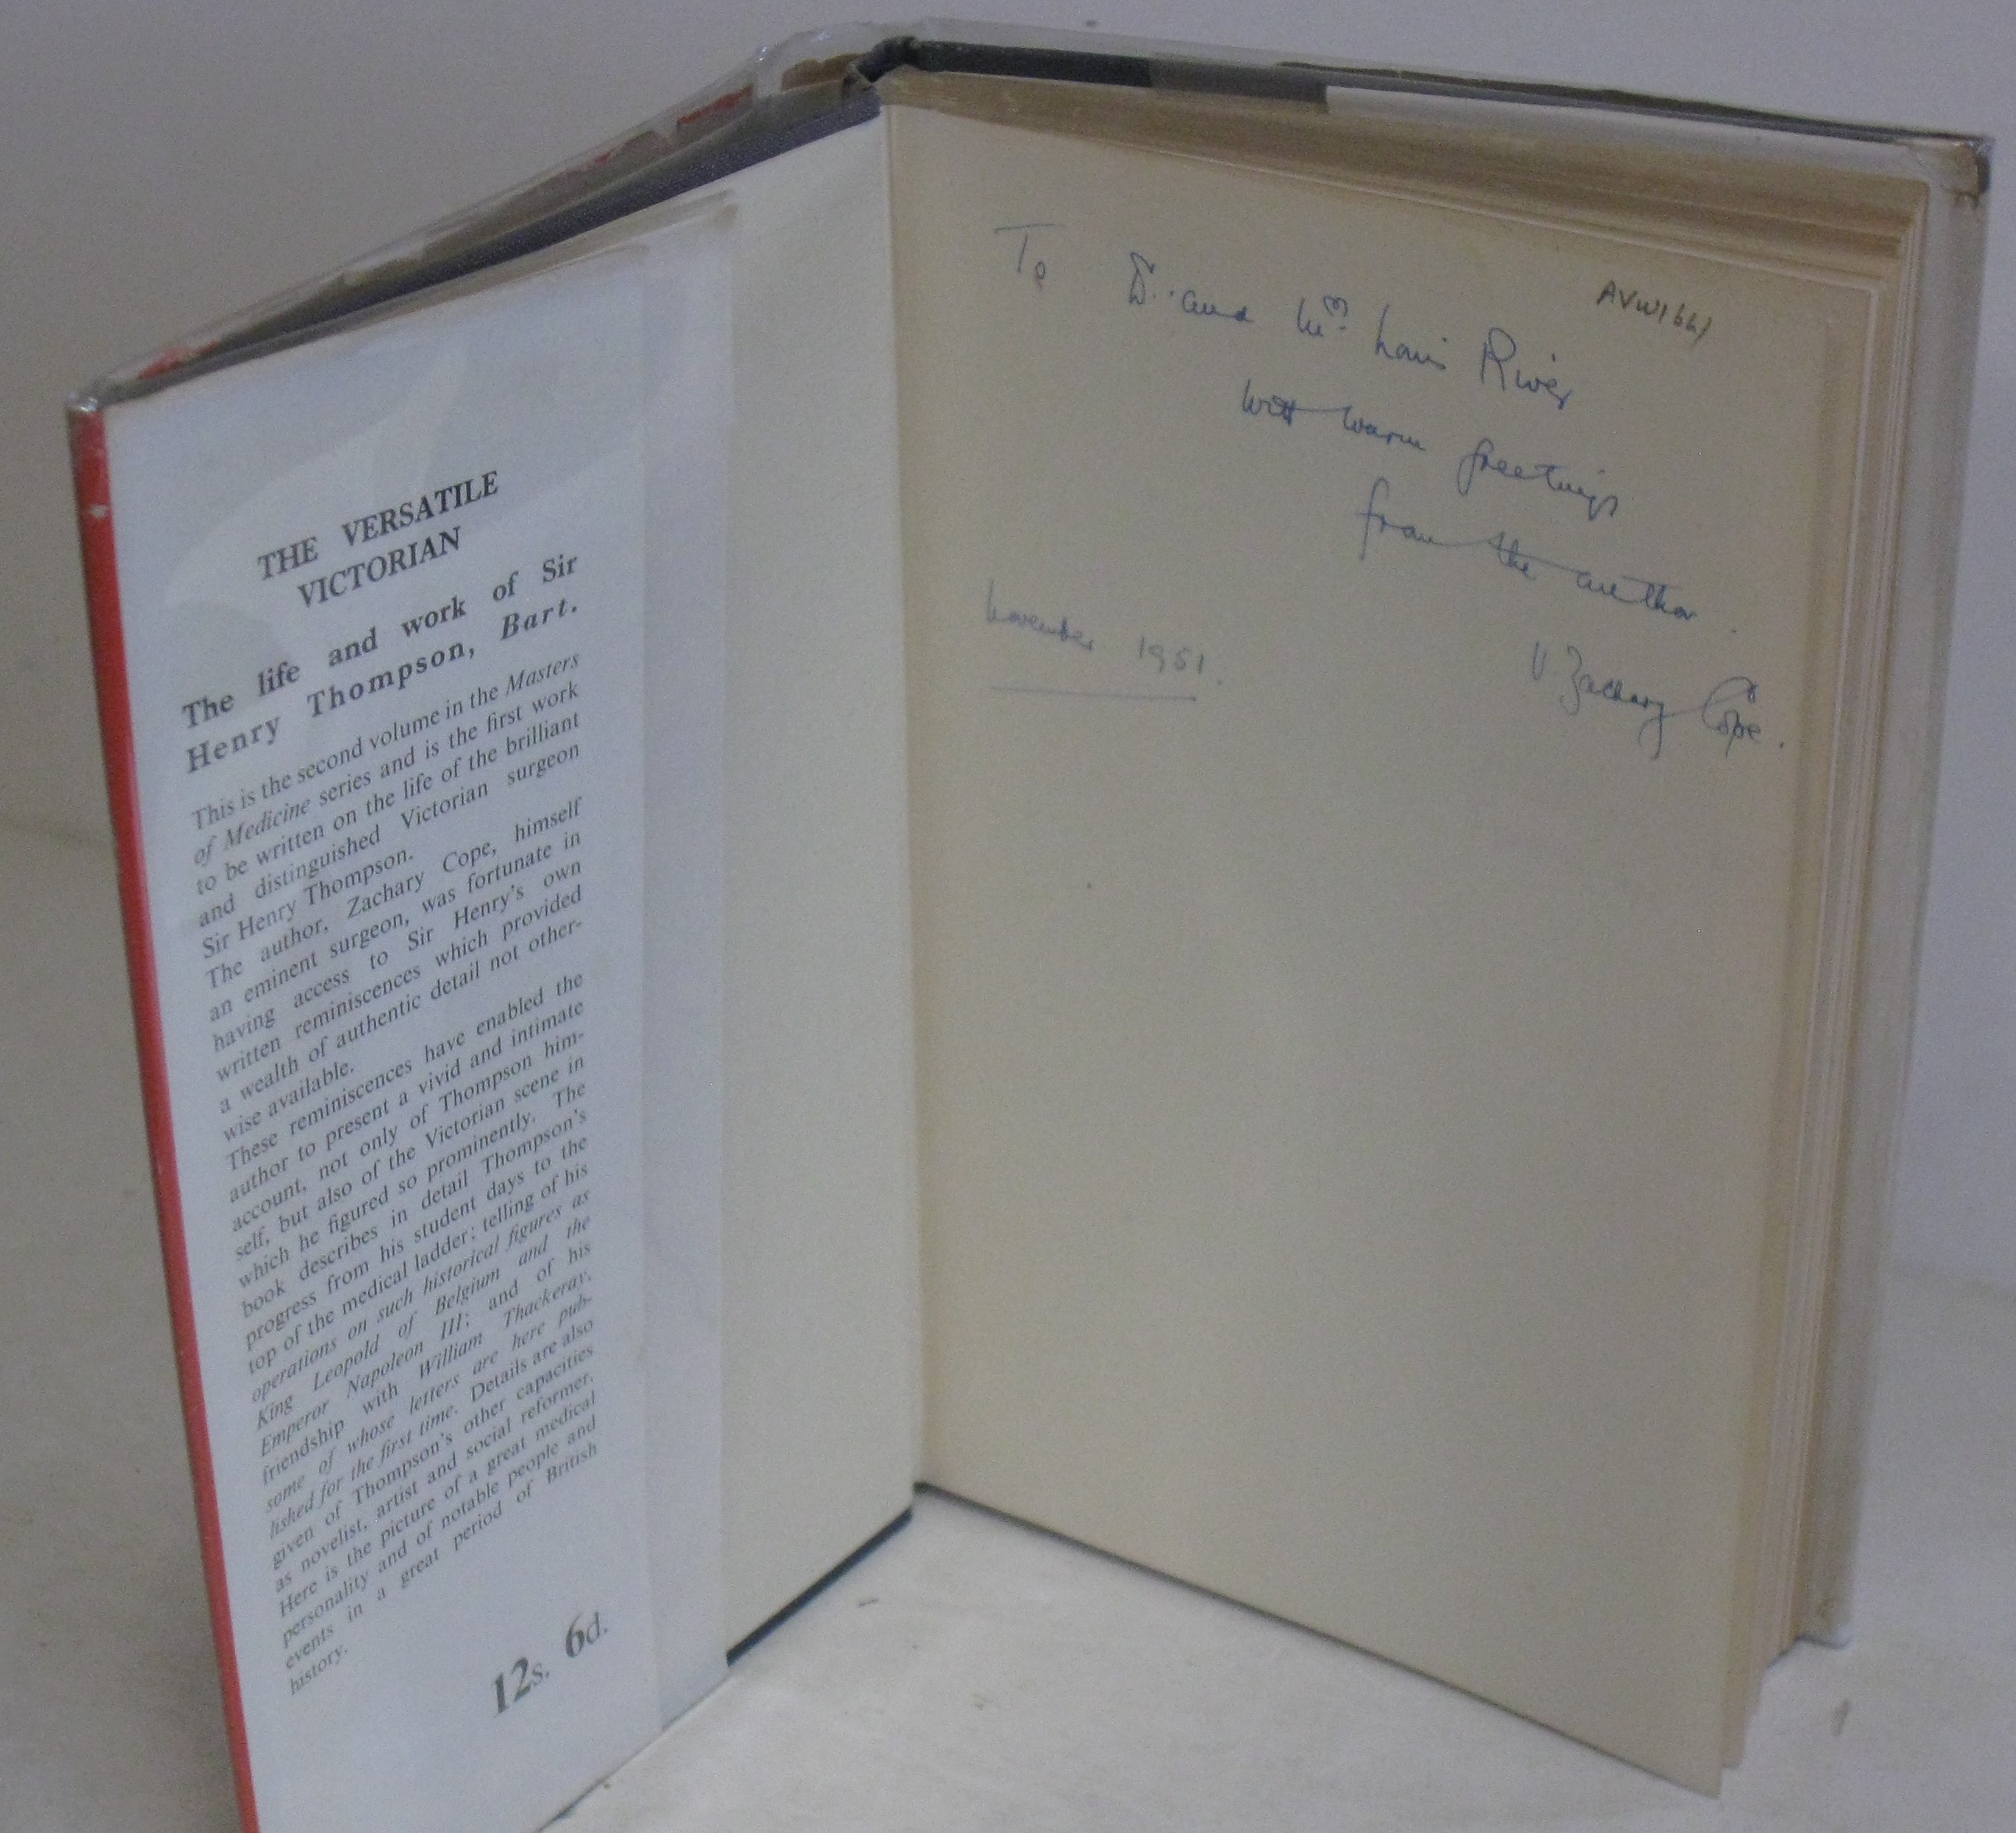 THE VERSATILE
VICTORIAN
The life and work of Sir
Henry Thompson, Bart.
This is the second volume in the Masters
of Medicine series and is the first work
to be written on the life of the brilliant
and distinguished Victorian surgeon
Sir Henry Thompson.
The author, Zachary Cope, himself
an eminent surgeon, was fortunate in
having access to Sir Henry's own
written reminiscences which provided
a wealth of authentic detail not other-
wise available.
These reminiscences have enabled the
author to present a vivid and intimate
account, not only of Thompson him-
self, but also of the Victorian scene in
which he figured so prominently. The
book describes in detail Thompson's
progress from his student days to the
top of the medical ladder; telling of his
operations on such historical figures as
King Leopold of Belgium and the
Emperor Napoleon III; and of his
friendship with William Thackeray,
some of whose letters are here pub-
lished for the first time. Details are also
given of Thompson's other capacities
as novelist, artist and social reformer.
Here is the picture of a great medical
personality and of notable people and
events in a great period of British
history.
12s. 6d.
AVW1661
To Dr. and Mrs
with warm greetings
from the author.
V. Zachary Cope.
November 1951.